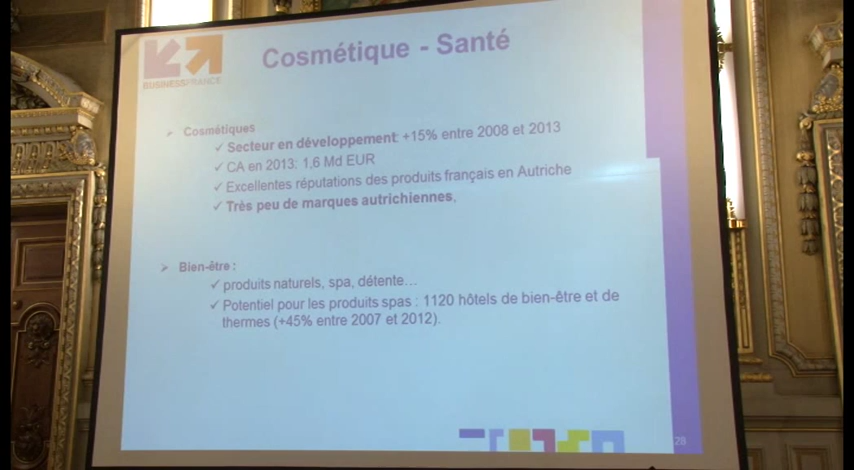 BUSINESSFRANCE
Cosmétique - Santé
Cosmétiques
Secteur en développement: +15% entre 2008 et 2013
CA en 2013: 1,6 Md EUR
Excellentes réputations des produits français en Autriche
Très peu de marques autrichiennes,
Bien-être :
produits naturels, spa, détente…
Potentiel pour les produits spas : 1120 hôtels de bien-être et de
thermes (+45% entre 2007 et 2012).
28